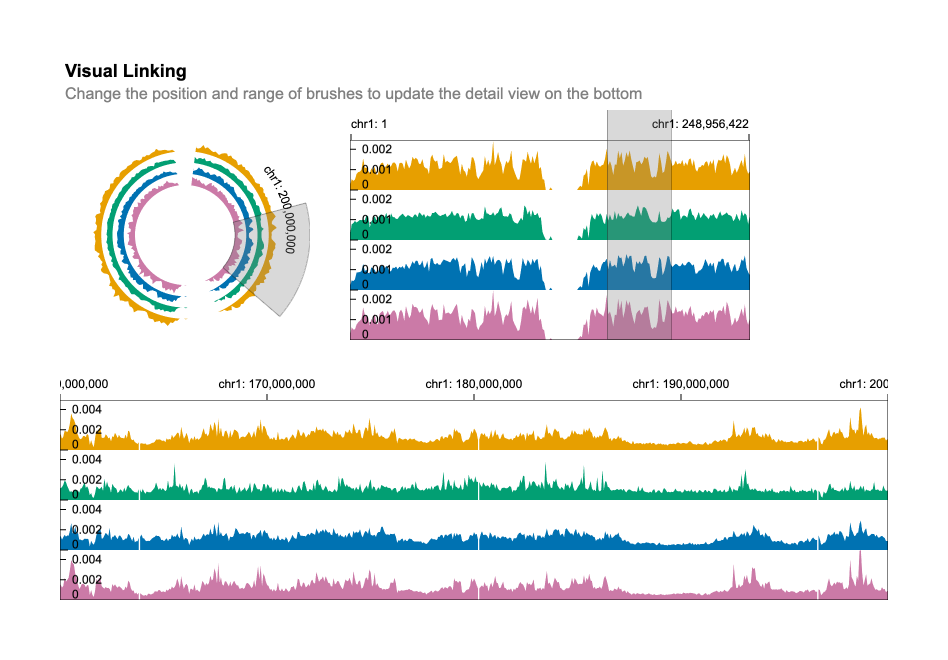 Visual Linking
Change the position and range of brushes to update the detail view on the bottom
chr1: 200,000,000
chr1: 1
chr1: 248,956,422
0.002
0.001
0
0.002
0.001
0
0.002
0.001
0
0.002
0.001
0
0,000,000
chr1: 170,000,000
chr1: 180,000,000
chr1: 190,000,000
chr1: 200
0.004
0.002
0
0.004
0.002
0
0.004
0.002
0
0.004
0.002
0